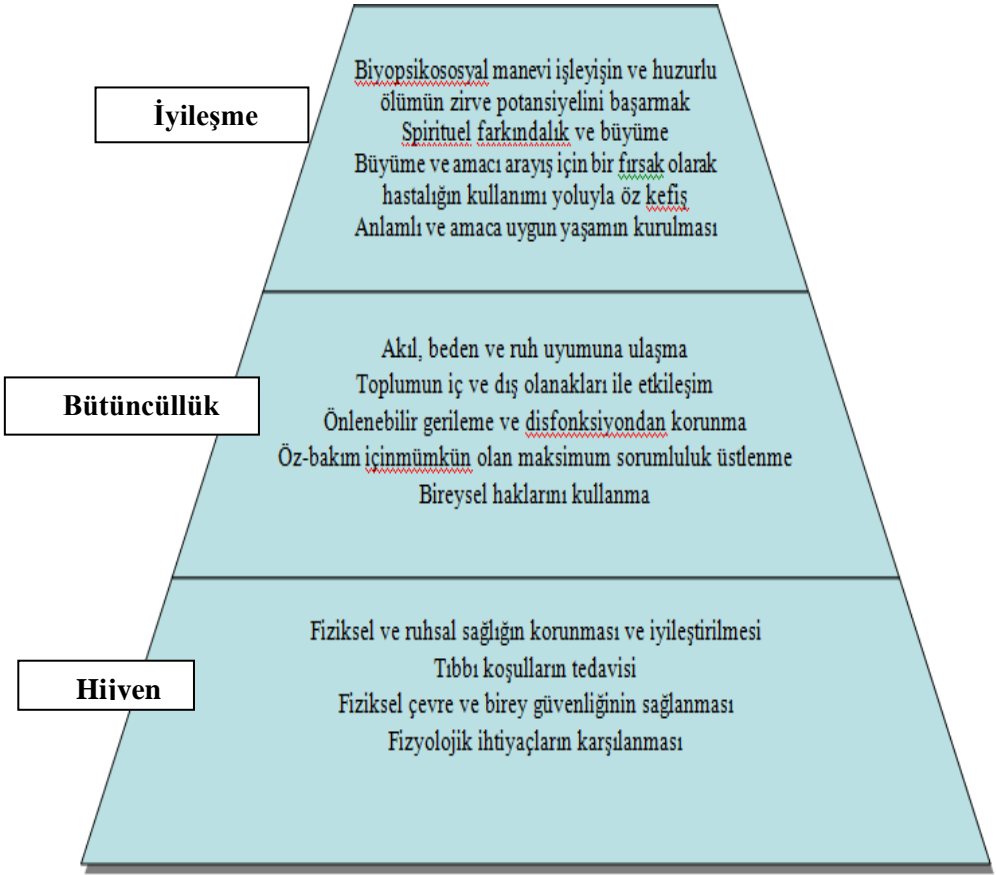 İyileşme
Biyopsikososyal manevi işleyişin ve huzurlu
ölümün zirve potansiyelini başarmak
Spirituel farkındalık ve büyüme
Büyüme ve amacı arayış için bir fırsak olarak
hastalığın kullanımı yoluyla öz kefiş
Anlamlı ve amaca uygun yaşamın kurulması
Bütüncüllük
Akıl, beden ve ruh uyumuna ulaşma
Toplumun iç ve dış olanakları ile etkileşim
Önlenebilir gerileme ve disfonksiyondan korunma
Öz-bakım içinmümkün olan maksimum sorumluluk üstlenme
Bireysel haklarını kullanma
Hijyen
Fiziksel ve ruhsal sağlığın korunması ve iyileştirilmesi
Tıbbı koşulların tedavisi
Fiziksel çevre ve birey güvenliğinin sağlanması
Fizyolojik ihtiyaçların karşılanması